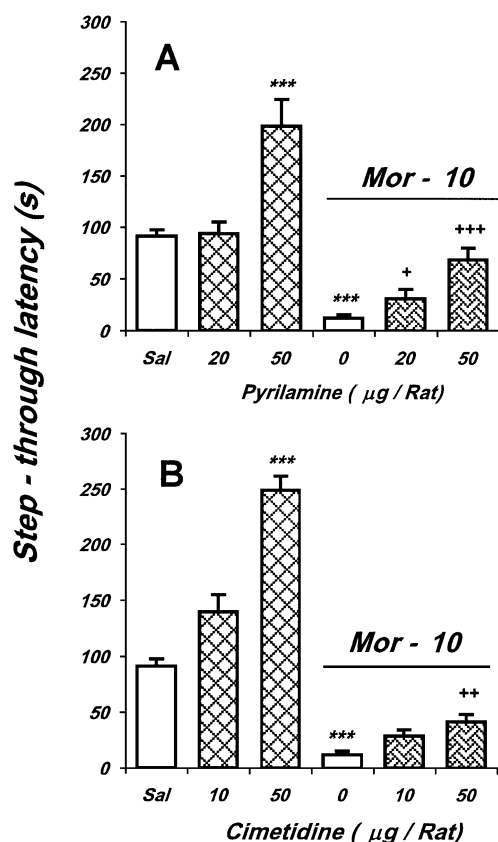 Step - through latency (s)
A
300
250
200
150
100
50
0
***
Mor - 10
***
+
+++
Sal 20 50 0 20 50
Pyrilamine ( µg / Rat)
B
300
250
200
150
100
50
0
***
Mor - 10
***
++
Sal 10 50 0 10 50
Cimetidine ( µg / Rat)